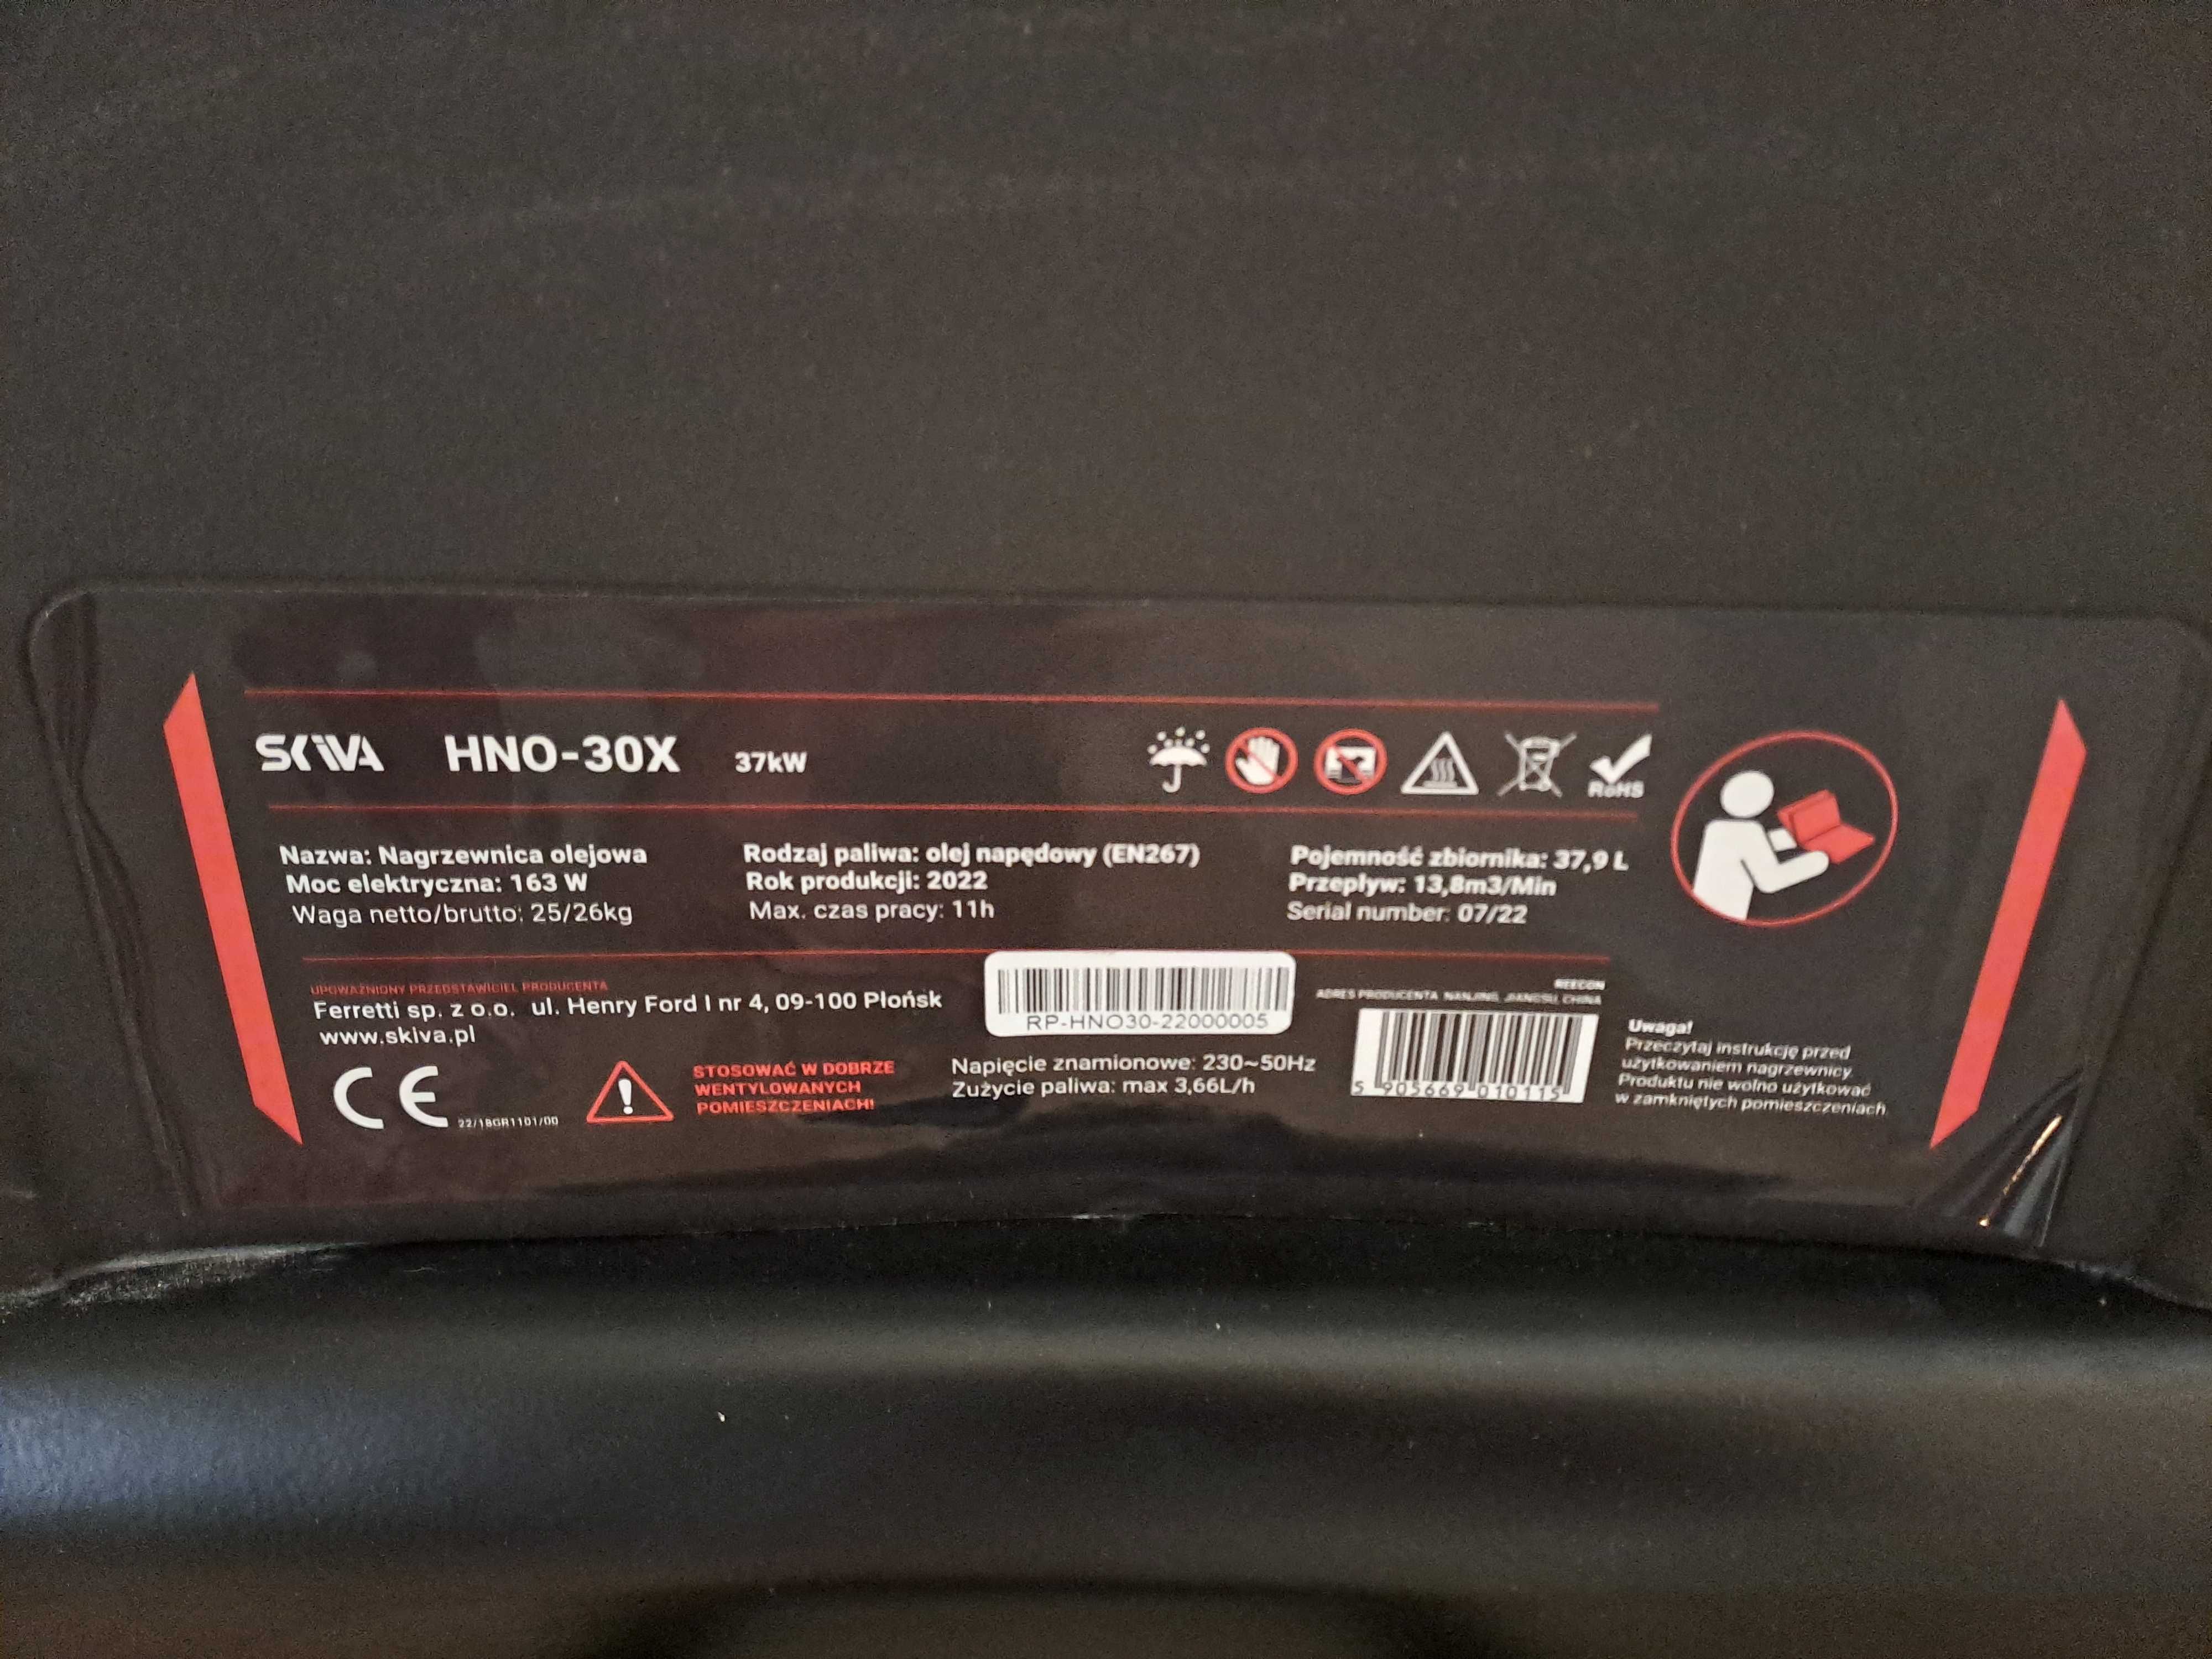 SKIVA HNO-30X 37kW
RoHS
Nazwa: Nagrzewnica olejowa
Moc elektryczna: 163 W
Waga netto/brutto: 25/26kg
Rodzaj paliwa: olej napędowy (EN267)
Rok produkcji: 2022
Max. czas pracy: 11h
Pojemność zbiornika: 37,9 L
Przepływ: 13,8m3/Min
Serial number: 07/22
UPOWAŻNIONY PRZEDSTAWICIEL PRODUCENTA
Ferretti sp. z o.o. ul. Henry Ford I nr 4, 09-100 Płońsk
www.skiva.pl
CE 22/18GR1101/00
STOSOWAĆ W DOBRZE
WENTYLOWANYCH
POMIESZCZENIACH!
RP-HNO30-22000005
Napięcie znamionowe: 230~50Hz
Zużycie paliwa: max 3,66L/h
REECON
ADRES PRODUCENTA NANJING, JIANGSU, CHINA
5 905669 010115
Uwaga!
Przeczytaj instrukcję przed
użytkowaniem nagrzewnicy.
Produktu nie wolno użytkować
w zamkniętych pomieszczeniach.